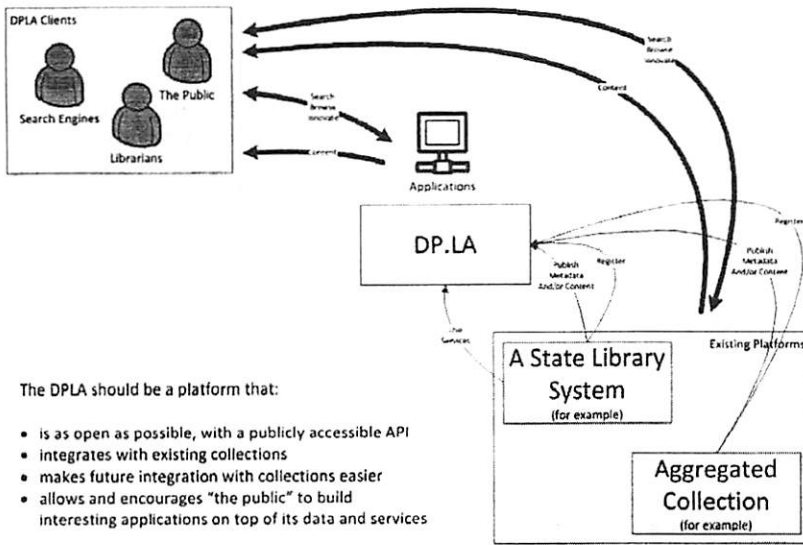 DPLA Clients
The Public
Search Engines
Librarians
Search
Browse
Innovate
Content
Search
Browse
Innovate
Content
Applications
DP.LA
Publish
Metadata
And/or Content
Register
Publish
Metadata
And/or Content
Register
Services
Existing Platforms
A State Library
System
(for example)
Aggregated
Collection
(for example)
The DPLA should be a platform that:
• is as open as possible, with a publicly accessible API
• integrates with existing collections
• makes future integration with collections easier
• allows and encourages "the public" to build
interesting applications on top of its data and services